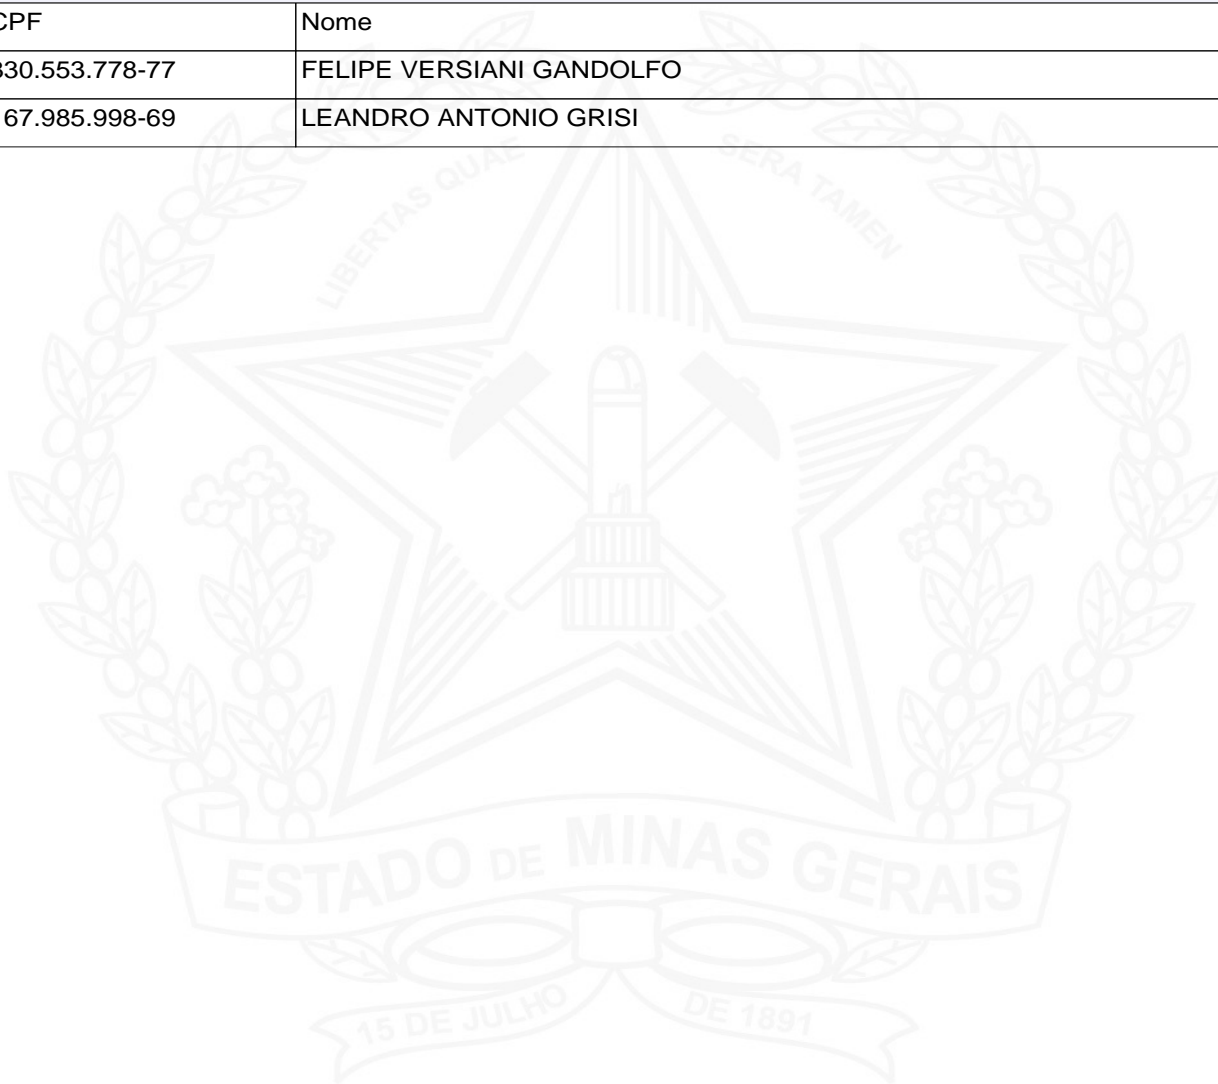 CPF Nome
330.553.778-77 FELIPE VERSIANI GANDOLFO
67.985.998-69 LEANDRO ANTONIO GRISI
LIBERTAS QUAE SERA TAMEN
ESTADO DE MINAS GERAIS
15 DE JULHO DE 1891